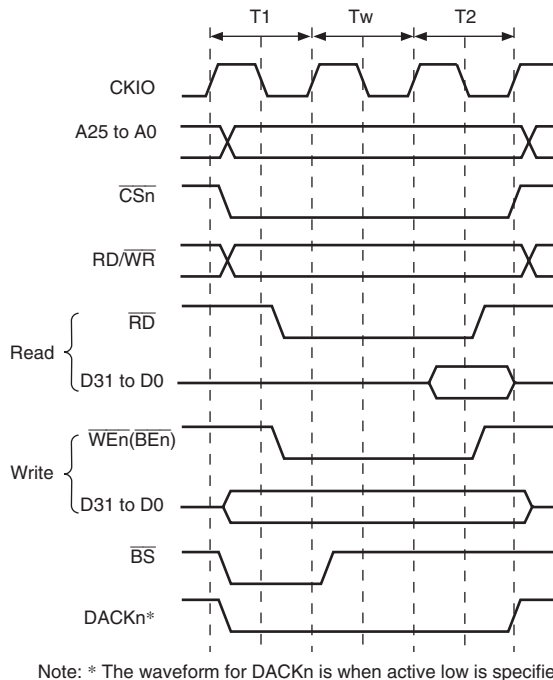 T1 Tw T2
CKIO
A25 to A0
CSn
RD/WR
RD
Read
D31 to D0
WEn(BEn)
Write
D31 to D0
BS
DACKn*
Note: * The waveform for DACKn is when active low is specifie